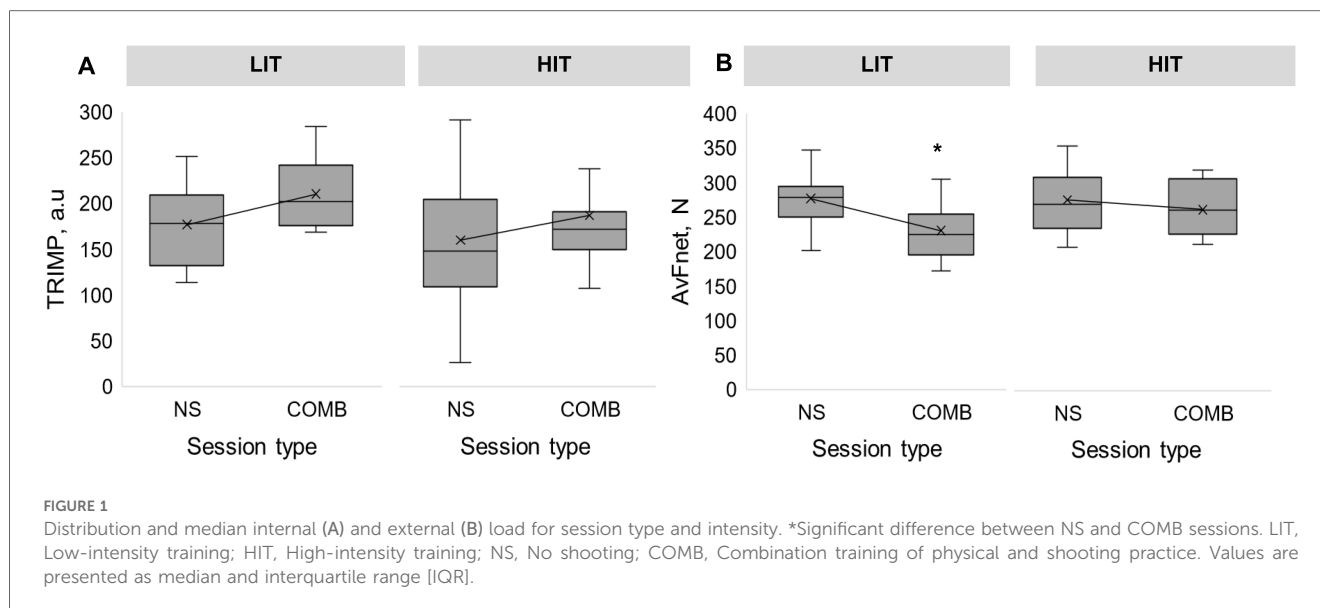 A
LIT
HIT
TRIMP, a.u
300
250
200
150
100
50
0
NS
COMB
NS
COMB
Session type
Session type
B
LIT
HIT
AvFnet, N
400
350
300
250
200
150
100
50
0
*
NS
COMB
NS
COMB
Session type
Session type
FIGURE 1
Distribution and median internal (A) and external (B) load for session type and intensity. *Significant difference between NS and COMB sessions. LIT,
Low-intensity training; HIT, High-intensity training; NS, No shooting; COMB, Combination training of physical and shooting practice. Values are
presented as median and interquartile range [IQR].